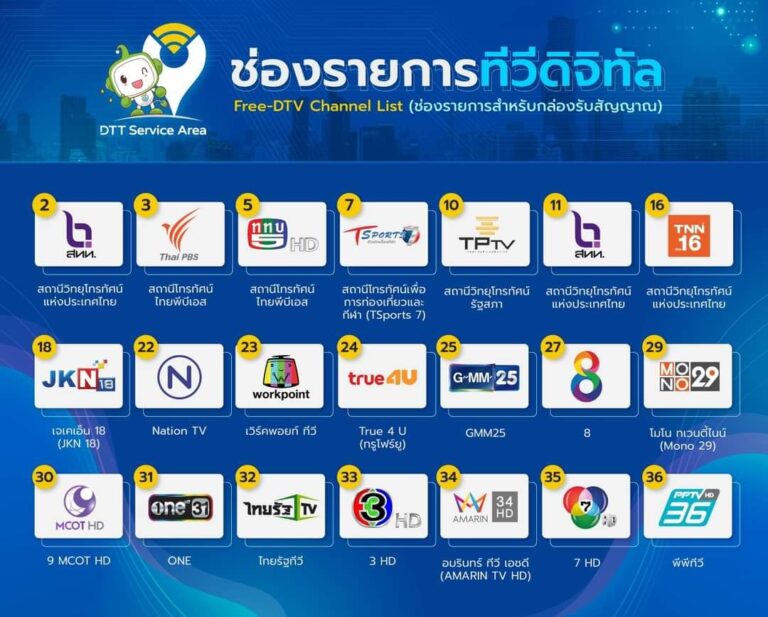 DTT Service Area
ช่องรายการทีวีดิจิทัล
Free-DTV Channel List (ช่องรายการสำหรับกล่องรับสัญญาณ)
2
3
5
7
10
11
16
สทท.
Thai PBS
ททบ 5 HD
TSPORTS 7
TPTV
สทท.
TNN 16
สถานีวิทยุโทรทัศน์
แห่งประเทศไทย
สถานีโทรทัศน์
ไทยพีบีเอส
สถานีโทรทัศน์
ไทยพีบีเอส
สถานีโทรทัศน์เพื่อ
การท่องเที่ยวและ
กีฬา (TSports 7)
สถานีวิทยุโทรทัศน์
รัฐสภา
สถานีวิทยุโทรทัศน์
แห่งประเทศไทย
สถานีวิทยุโทรทัศน์
แห่งประเทศไทย
18
22
23
24
25
27
29
JKN 18
N
workpoint
true4U
GMM 25
8
MONO 29
เจเคเอ็น 18
(JKN 18)
Nation TV
เวิร์คพอยท์ ทีวี
True 4 U
(ทรูโฟร์ยู)
GMM25
8
โมโน ทเวนตี้ไนน์
(Mono 29)
30
31
32
33
34
35
36
MCOT HD
one 31
ไทยรัฐ TV
3 HD
AMARIN 34 HD
7 HD
PPTV HD 36
9 MCOT HD
ONE
ไทยรัฐทีวี
3 HD
อมรินทร์ ทีวี เอชดี
(AMARIN TV HD)
7 HD
พีพีทีวี